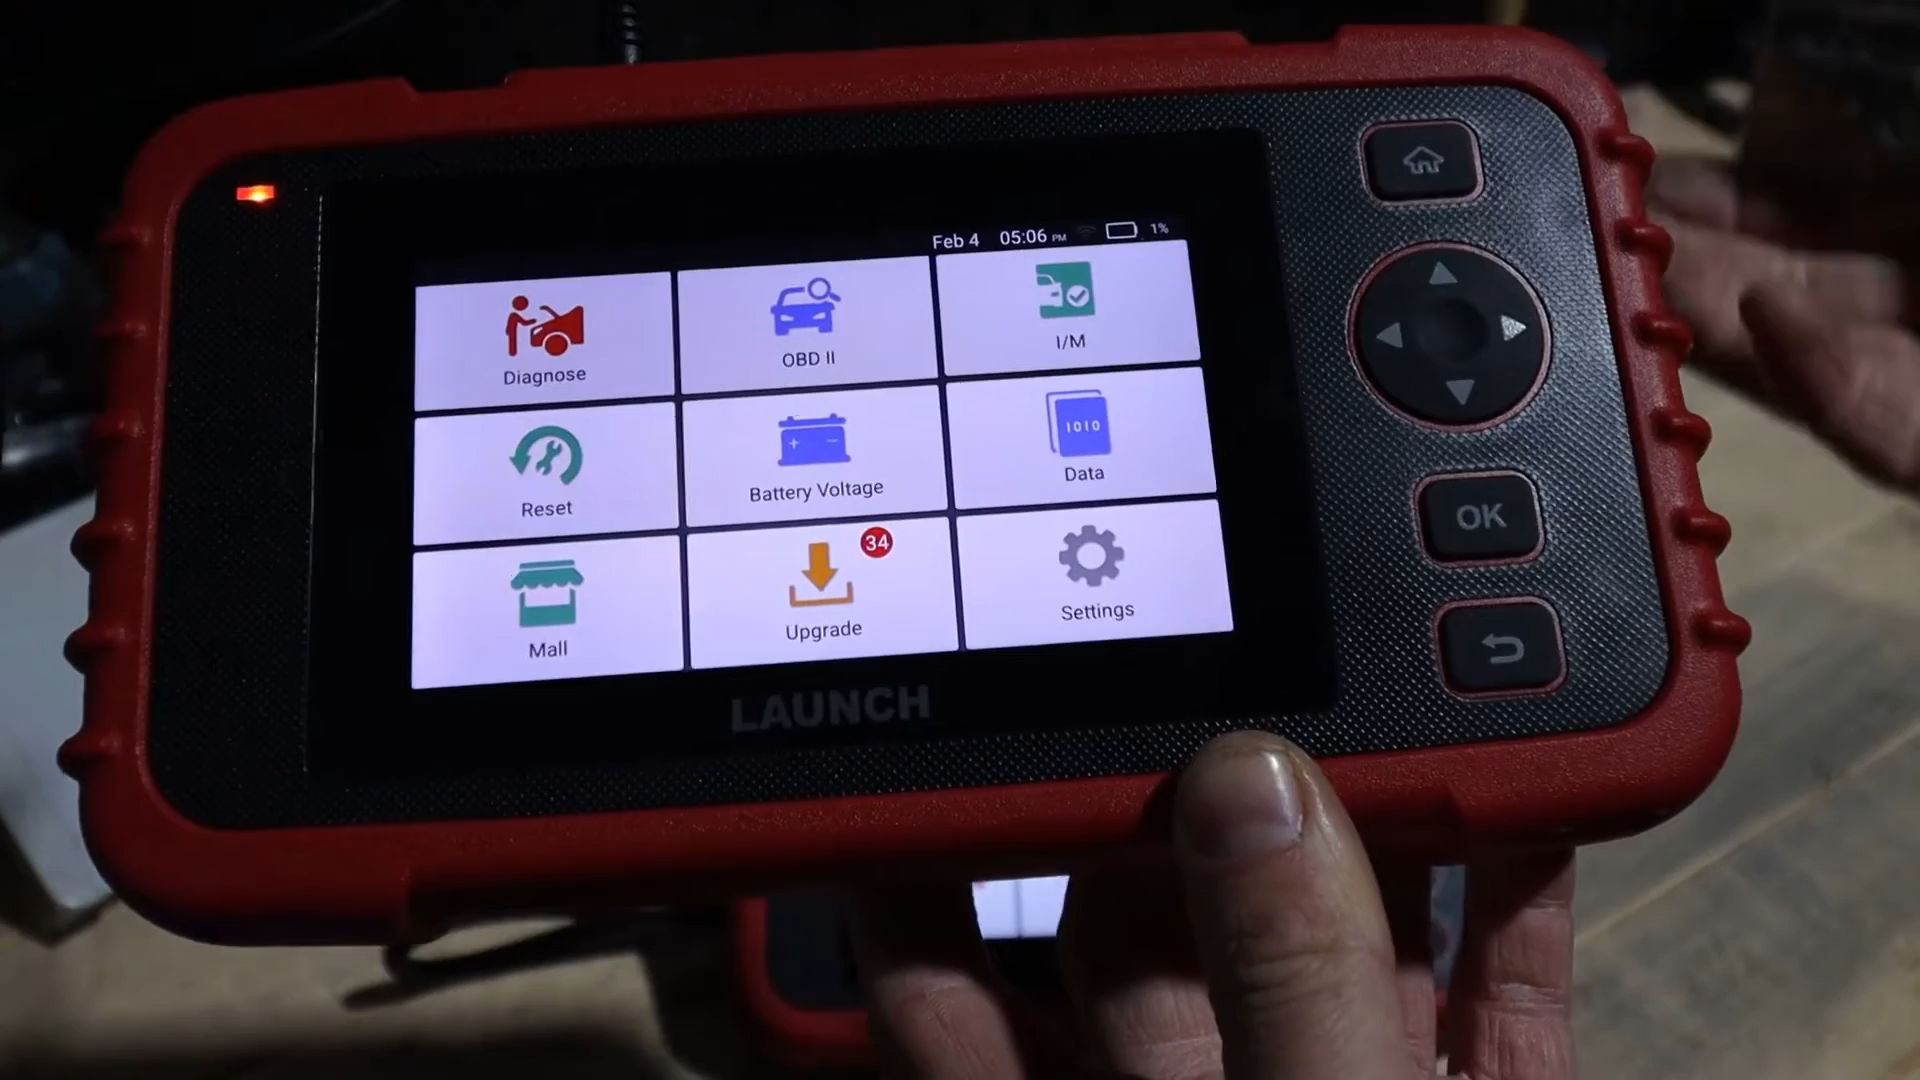 Feb 4 05:06 PM 1%
Diagnose
OBD II
I/M
Reset
Battery Voltage
1010
Data
Mall
34
Upgrade
Settings
LAUNCH
OK